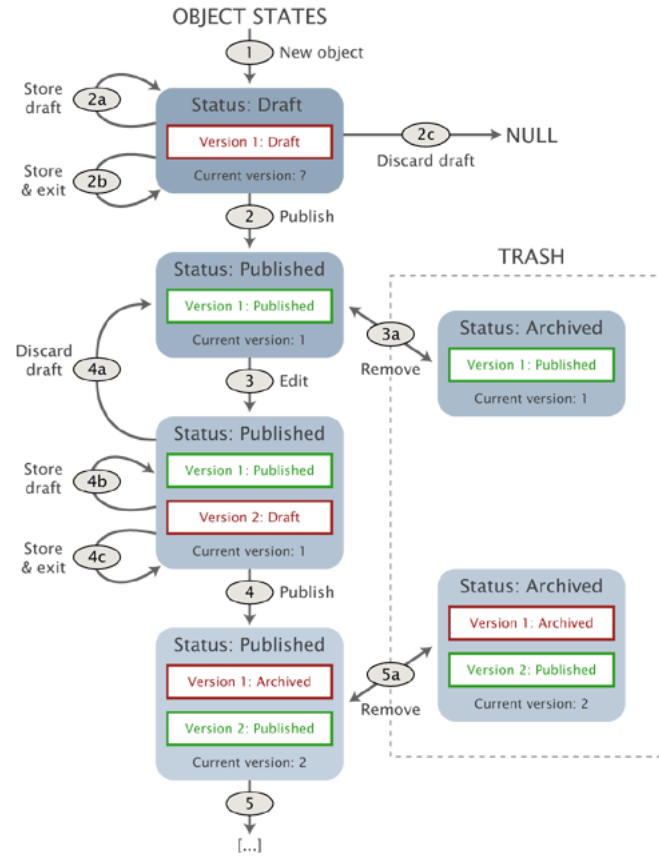 OBJECT STATES
1 New object
Store
draft
2a
Status: Draft
Version 1: Draft
Current version: ?
2c
Discard draft
NULL
Store
& exit
2b
2 Publish
Status: Published
Version 1: Published
Current version: 1
TRASH
3a
Remove
Status: Archived
Version 1: Published
Current version: 1
Discard
draft
4a
3 Edit
Status: Published
Version 1: Published
Version 2: Draft
Current version: 1
Store
draft
4b
Store
& exit
4c
4 Publish
Status: Published
Version 1: Archived
Version 2: Published
Current version: 2
5a
Remove
Status: Archived
Version 1: Archived
Version 2: Published
Current version: 2
5
[...]